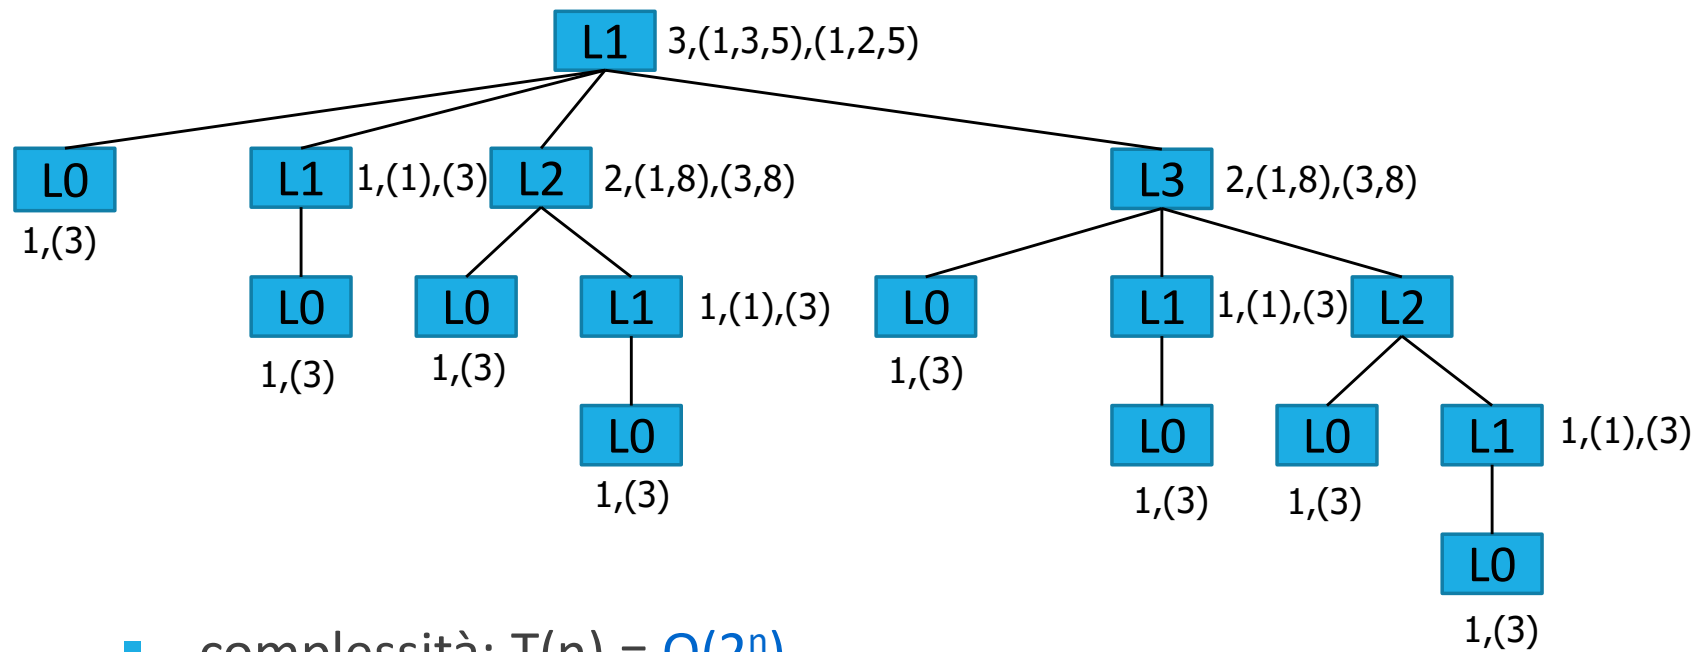 L1 3,(1,3,5),(1,2,5)
L0 L1 1,(1),(3) L2 2,(1,8),(3,8) L3 2,(1,8),(3,8)
1,(3)
L0 L0 L1 1,(1),(3) L0 L1 1,(1),(3) L2
1,(3) 1,(3) 1,(3)
L0 L0 L0 L1 1,(1),(3)
1,(3) 1,(3) 1,(3)
L0
1,(3)
complessità: T(n) = O(2ⁿ)